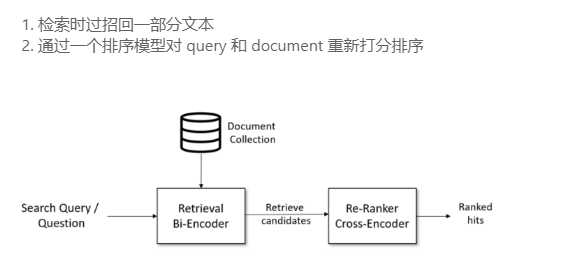 1. 检索时过招回一部分文本
2. 通过一个排序模型对 query 和 document 重新打分排序
Document
Collection
Search Query /
Question
Retrieval
Bi-Encoder
Retrieve
candidates
Re-Ranker
Cross-Encoder
Ranked
hits